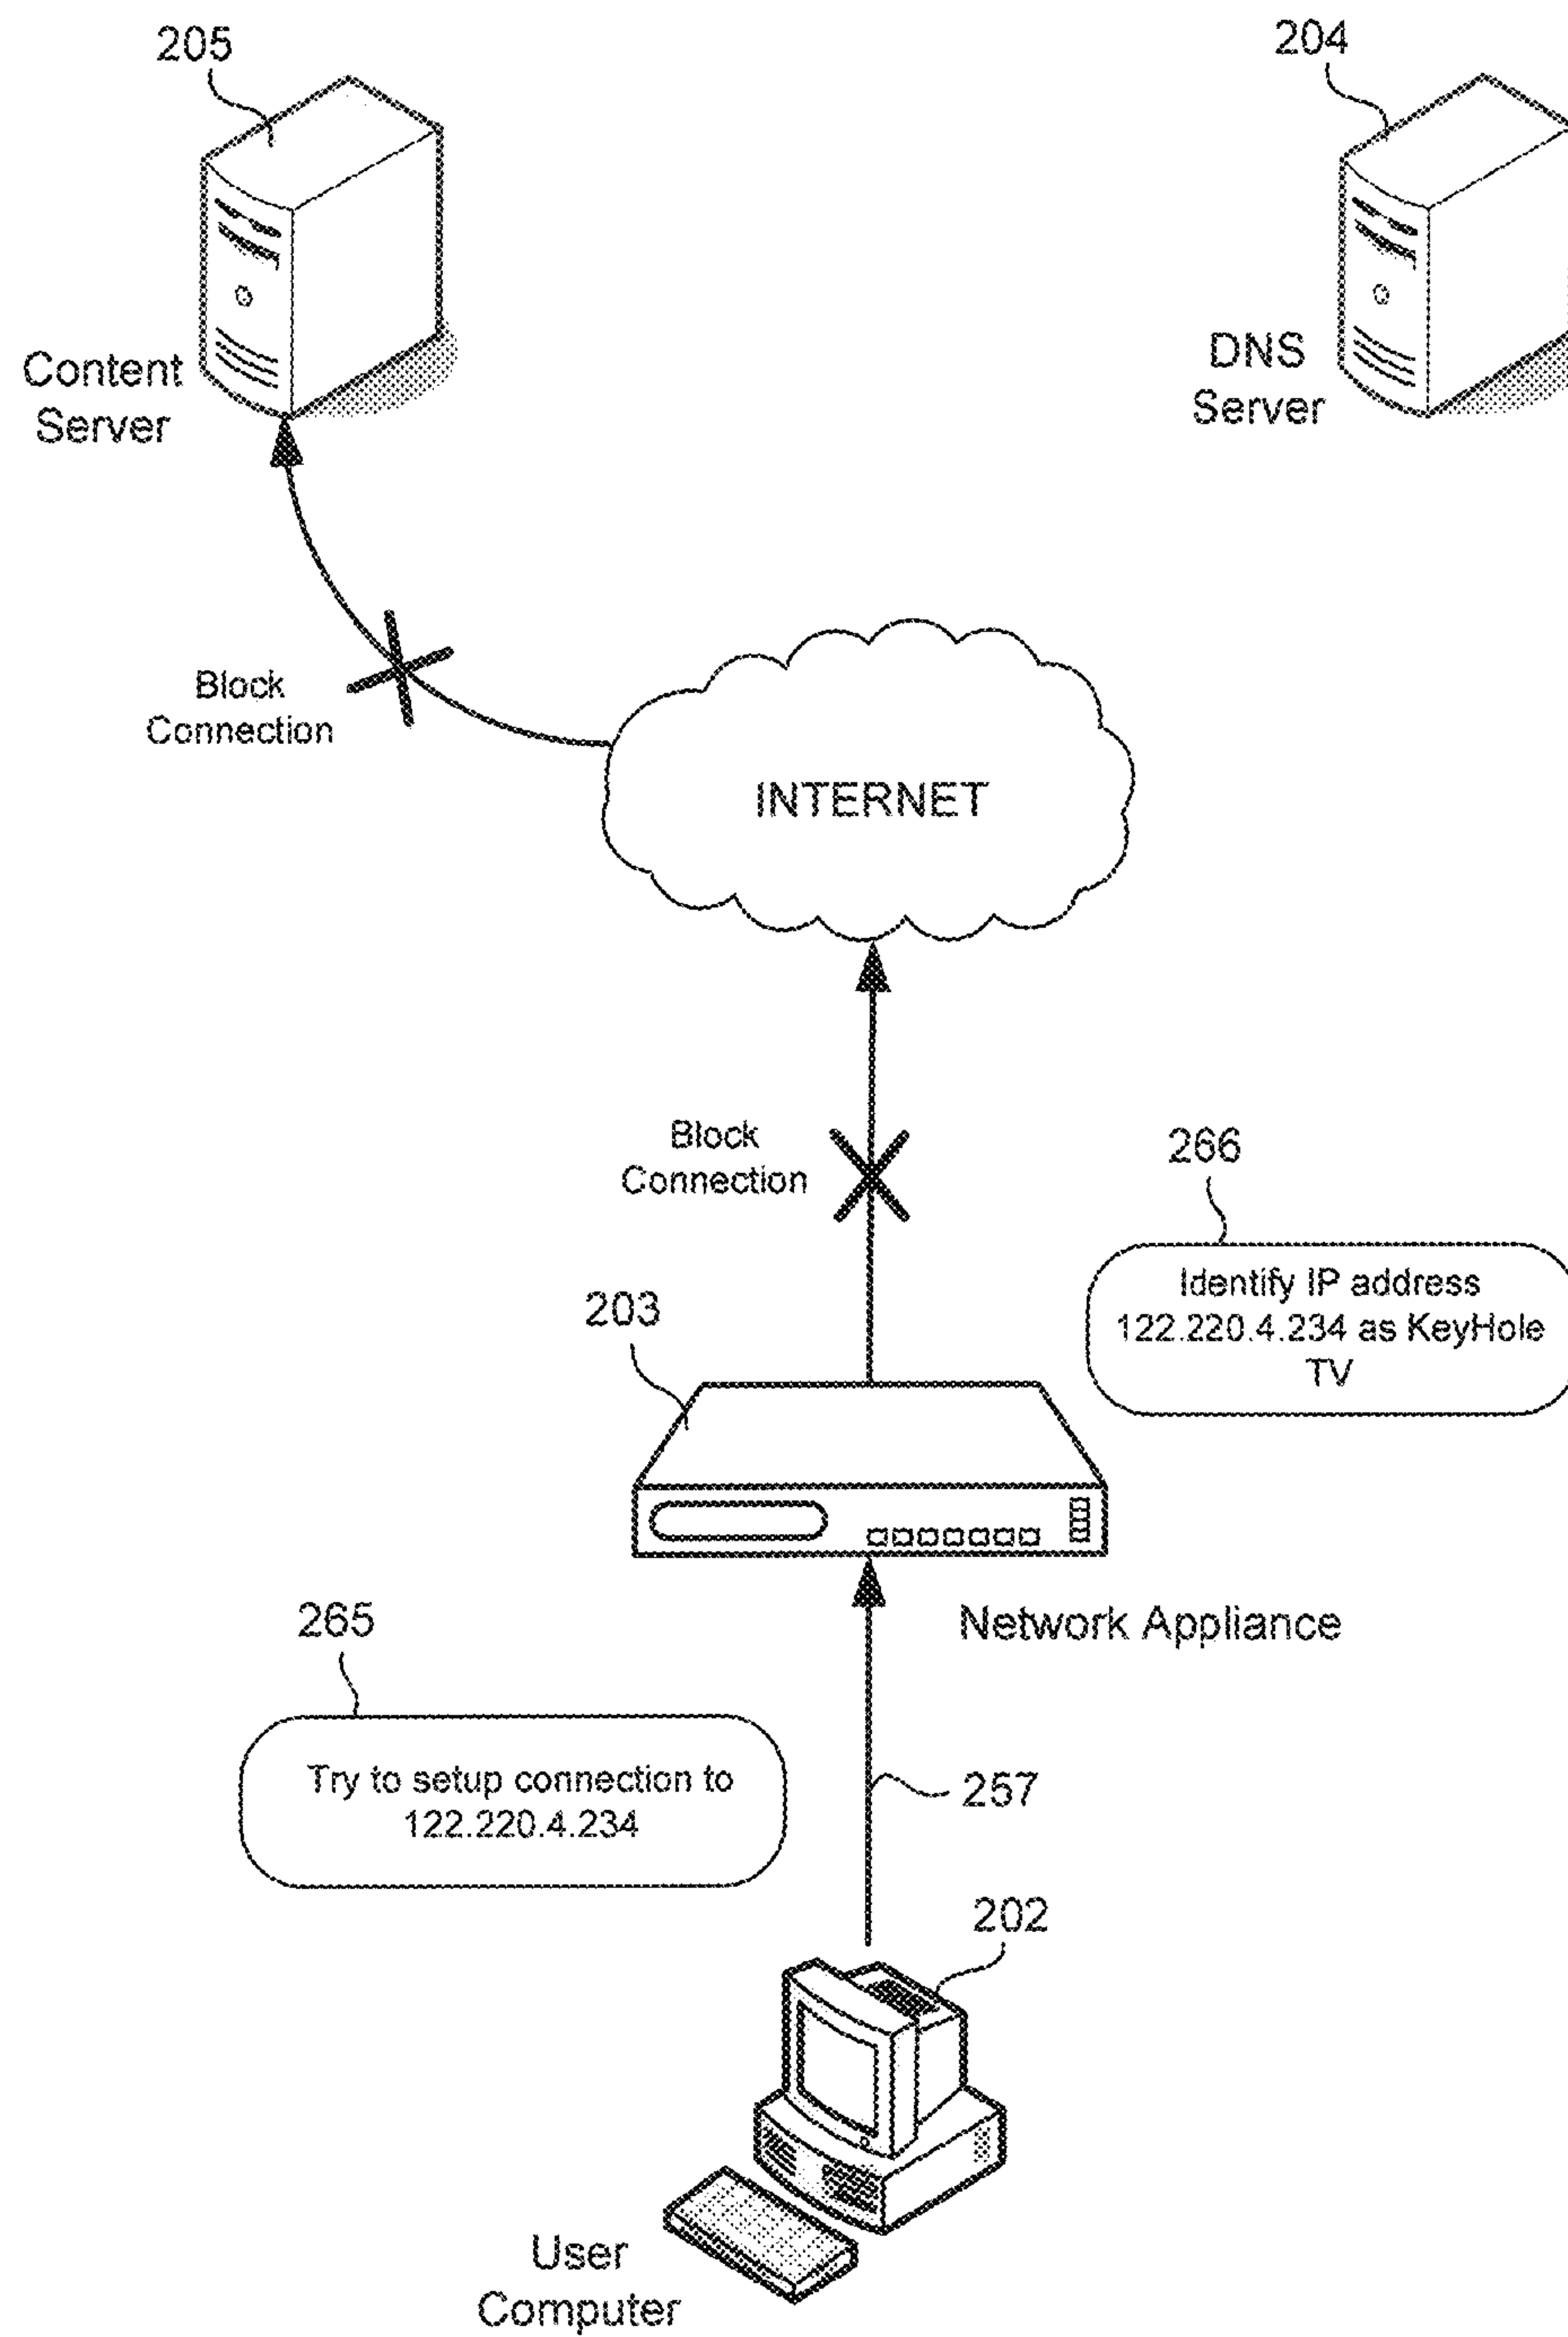 205
204
Content
Server
DNS
Server
Block
Connection
INTERNET
Block
Connection
266
Identify IP address
122.220.4.234 as KeyHole
TV
203
Network Appliance
265
Try to setup connection to
122.220.4.234
257
202
User
Computer